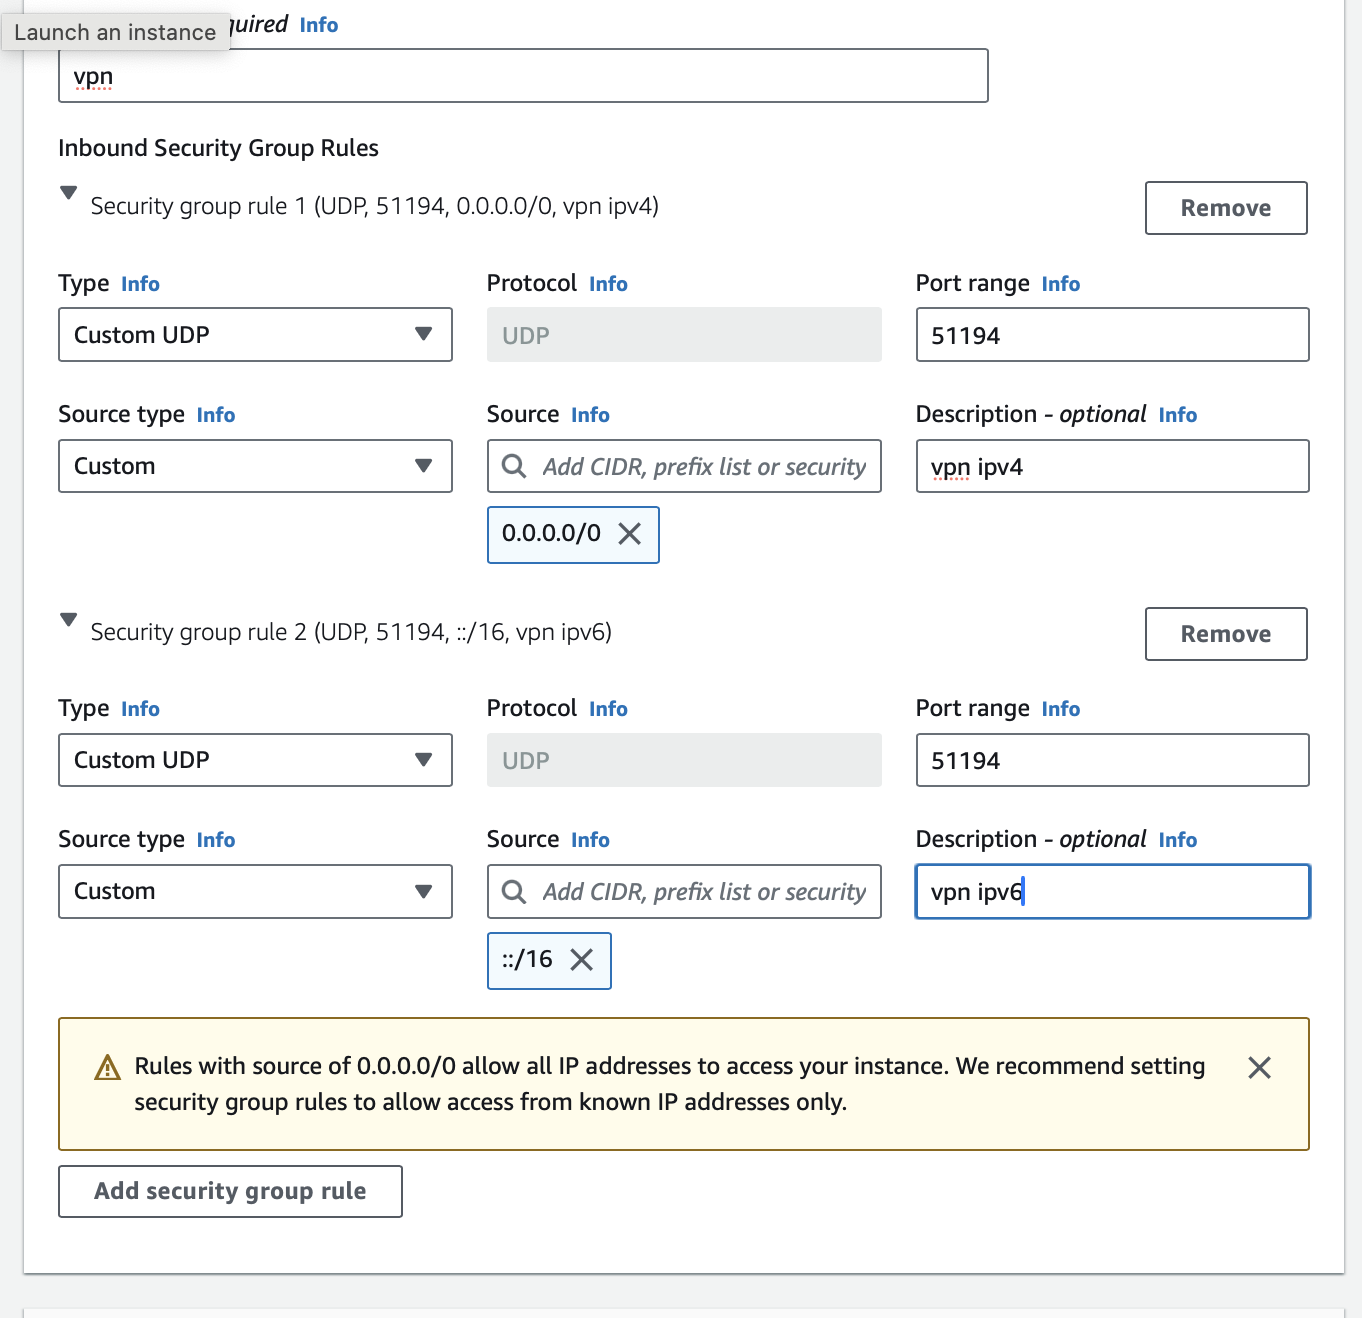 Launch an instance
quired Info
vpn
Inbound Security Group Rules
Security group rule 1 (UDP, 51194, 0.0.0.0/0, vpn ipv4)
Remove
Type Info Protocol Info Port range Info
Custom UDP UDP 51194
Source type Info Source Info Description - optional Info
Custom Add CIDR, prefix list or security vpn ipv4
0.0.0.0/0
Security group rule 2 (UDP, 51194, ::/16, vpn ipv6)
Remove
Type Info Protocol Info Port range Info
Custom UDP UDP 51194
Source type Info Source Info Description - optional Info
Custom Add CIDR, prefix list or security vpn ipv6
::/16
Rules with source of 0.0.0.0/0 allow all IP addresses to access your instance. We recommend setting
security group rules to allow access from known IP addresses only.
Add security group rule